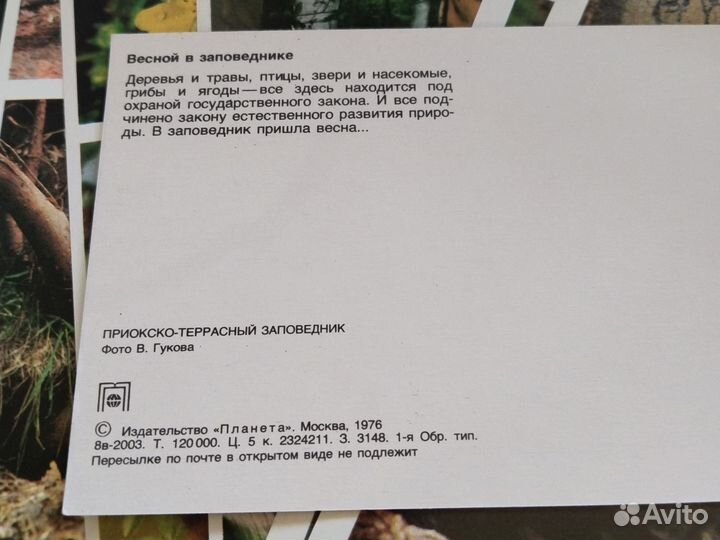 Весной в заповеднике
Деревья и травы, птицы, звери и насекомые,
грибы и ягоды — все здесь находится под
охраной государственного закона. И все под-
чинено закону естественного развития приро-
ды. В заповедник пришла весна...
ПРИОКСКО-ТЕРРАСНЫЙ ЗАПОВЕДНИК
Фото В. Гукова
© Издательство «Планета». Москва, 1976
8в-2003. Т. 120 000. Ц. 5 к. 2324211. З. 3148. 1-я Обр. тип.
Пересылке по почте в открытом виде не подлежит
Avito